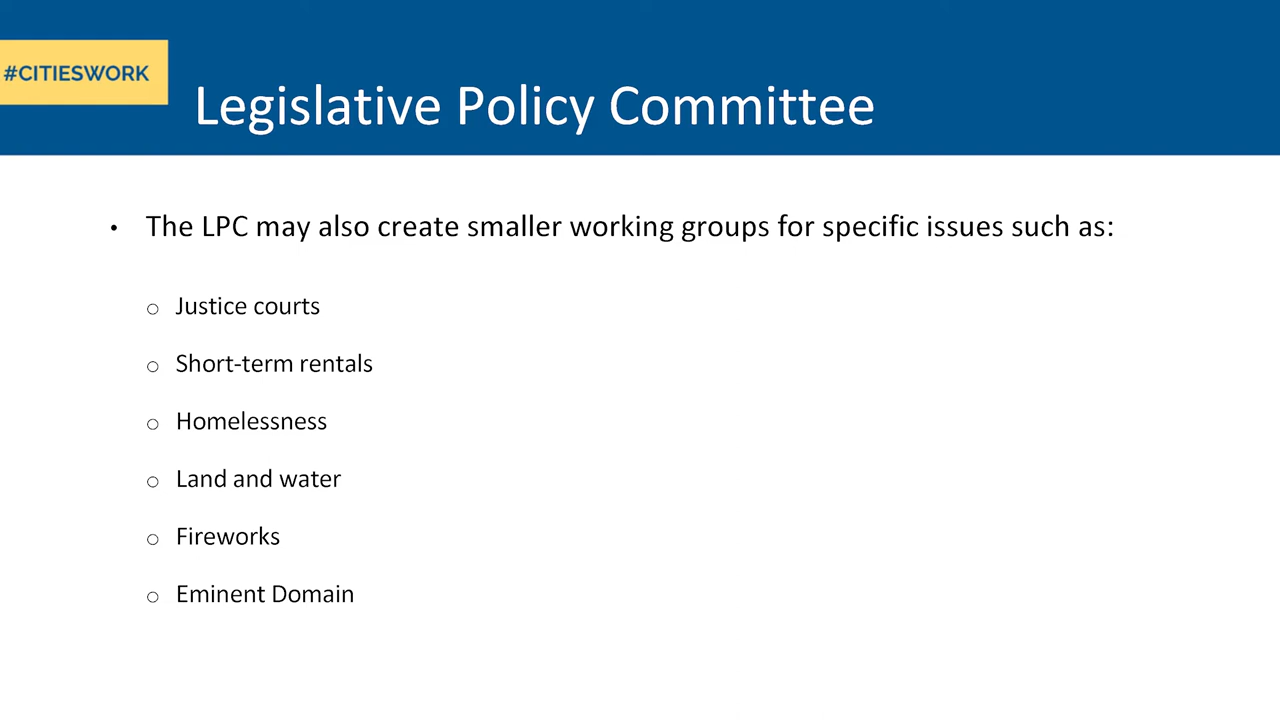 #CITIESWORK
Legislative Policy Committee
• The LPC may also create smaller working groups for specific issues such as:
o Justice courts
o Short-term rentals
o Homelessness
o Land and water
o Fireworks
o Eminent Domain